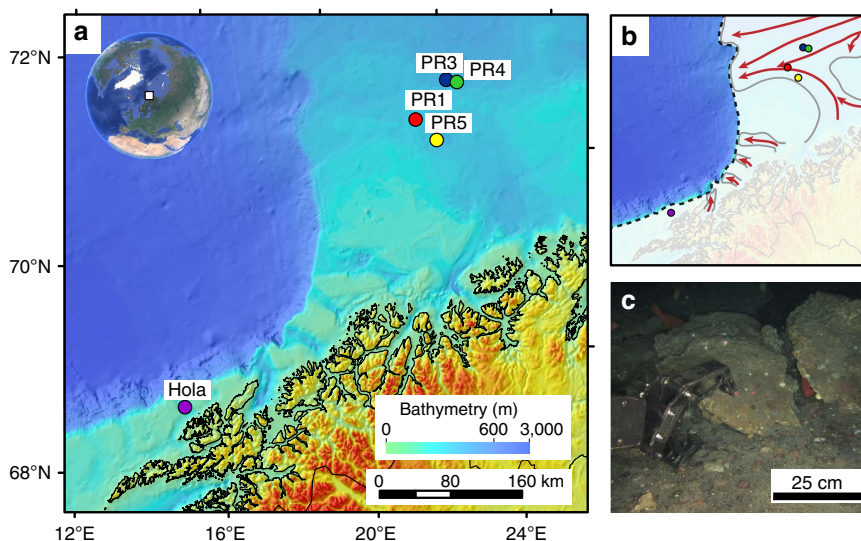 a
72°N
PR3
PR4
PR1
PR5
70°N
Hola
Bathymetry (m)
0 600 3,000
0 80 160 km
68°N
12°E 16°E 20°E 24°E
b
c
25 cm